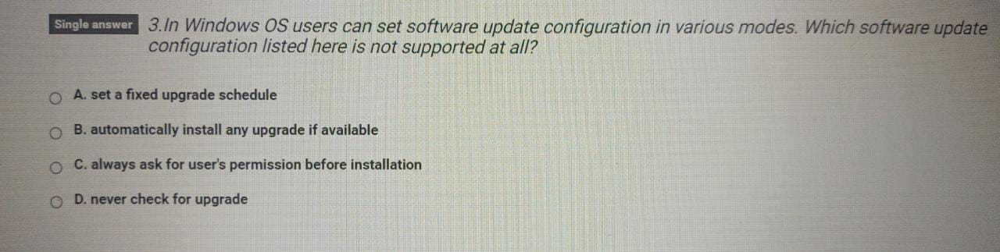 Single answer 3.In Windows OS users can set software update configuration in various modes. Which software update
configuration listed here is not supported at all?
A. set a fixed upgrade schedule
B. automatically install any upgrade if available
C. always ask for user's permission before installation
D. never check for upgrade